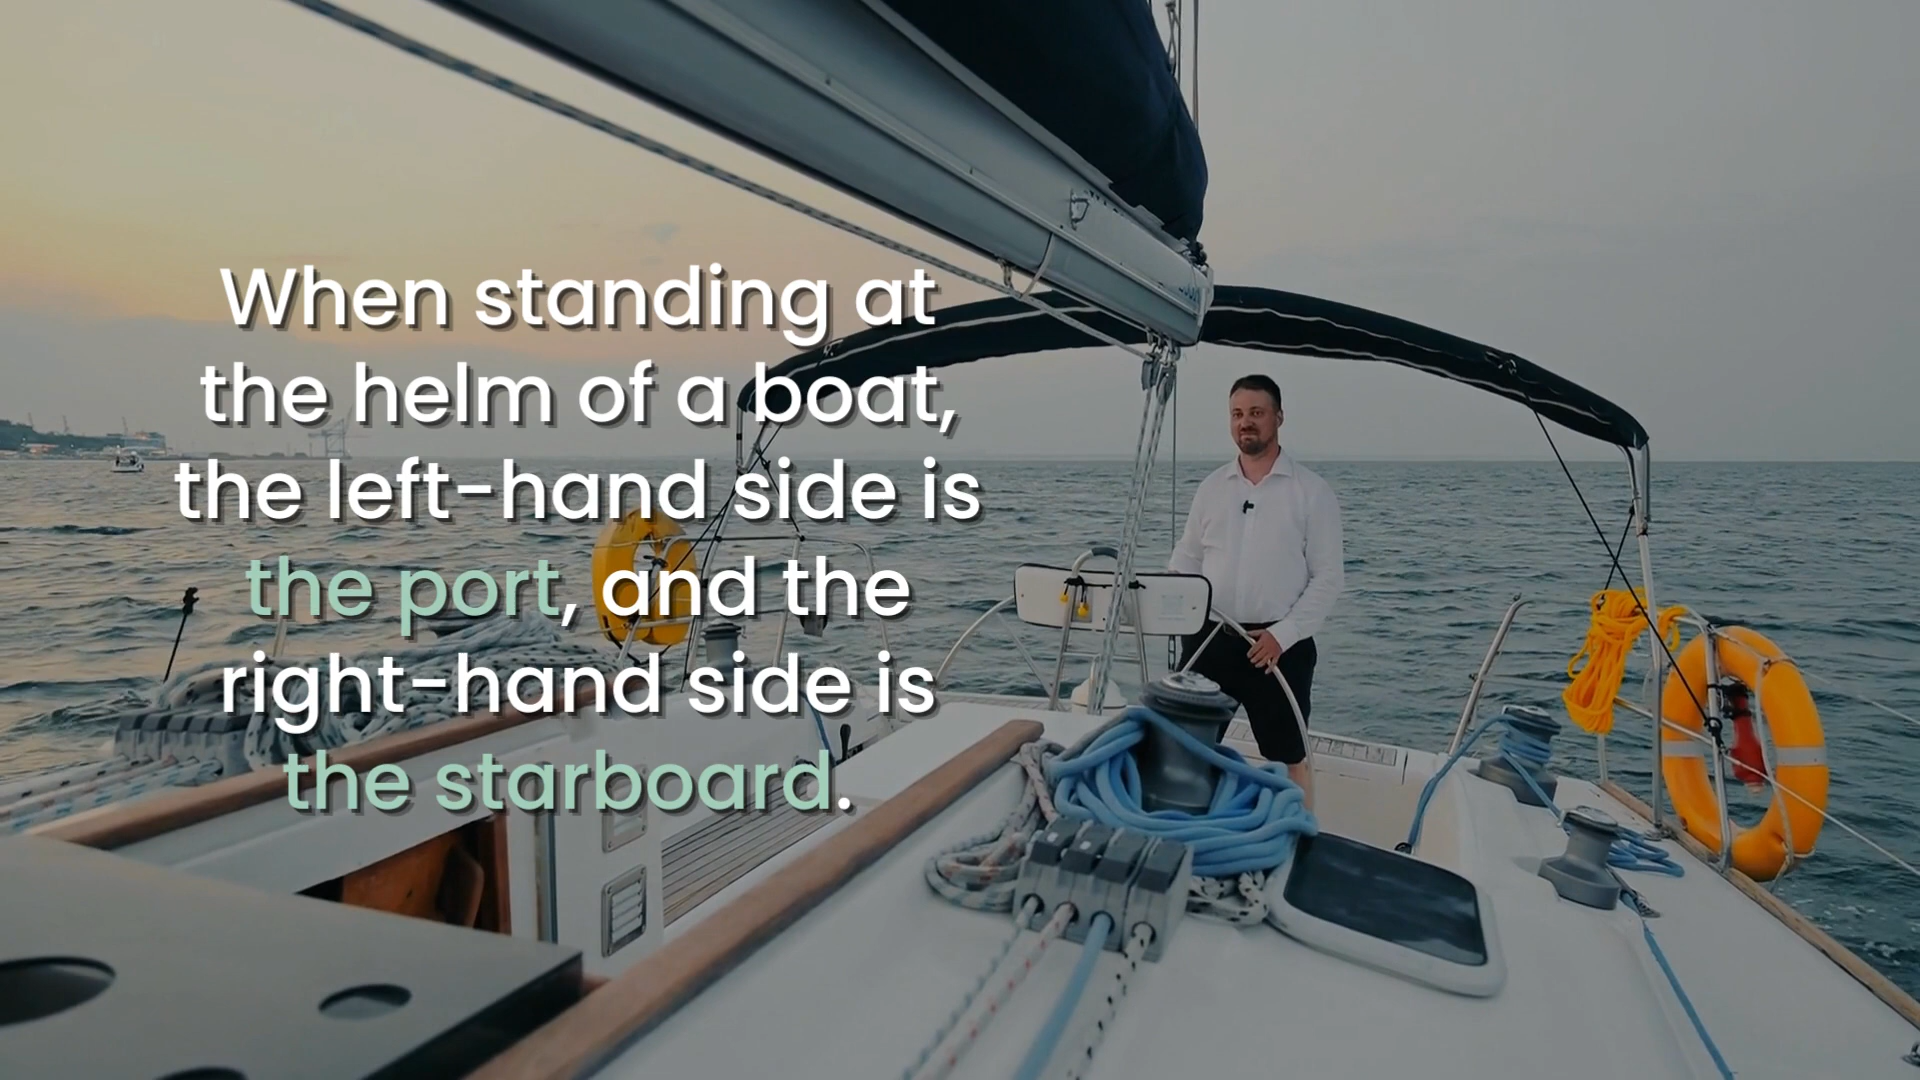 When standing at
the helm of a boat,
the left-hand side is
the port, and the
right-hand side is
the starboard.